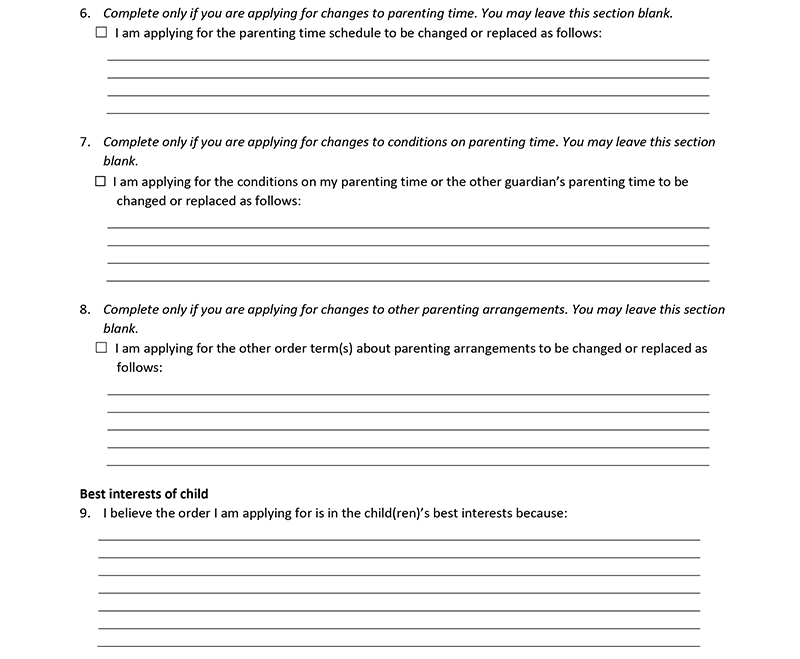 6. Complete only if you are applying for changes to parenting time. You may leave this section blank.
☐ I am applying for the parenting time schedule to be changed or replaced as follows:
7. Complete only if you are applying for changes to conditions on parenting time. You may leave this section
blank.
☐ I am applying for the conditions on my parenting time or the other guardian’s parenting time to be
changed or replaced as follows:
8. Complete only if you are applying for changes to other parenting arrangements. You may leave this section
blank.
☐ I am applying for the other order term(s) about parenting arrangements to be changed or replaced as
follows:
Best interests of child
9. I believe the order I am applying for is in the child(ren)’s best interests because: